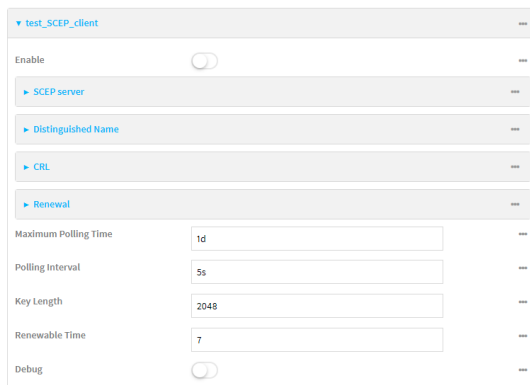 test_SCEP_client
Enable
SCEP server
Distinguished Name
CRL
Renewal
Maximum Polling Time 1d
Polling Interval 5s
Key Length 2048
Renewable Time 7
Debug